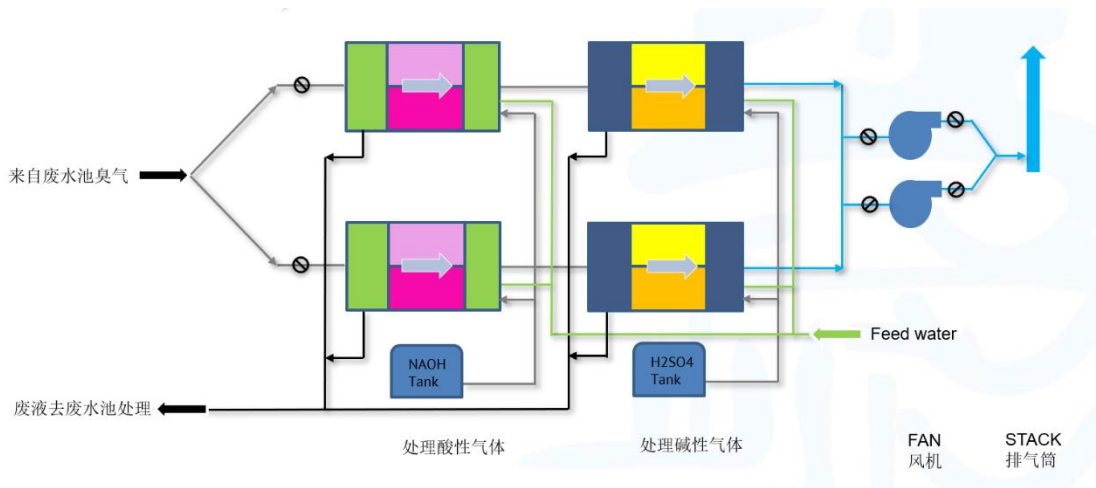 来自废水池臭气
Feed water
NAOH
Tank
H2SO4
Tank
废液去废水池处理
处理酸性气体
处理碱性气体
FAN
风机
STACK
排气筒